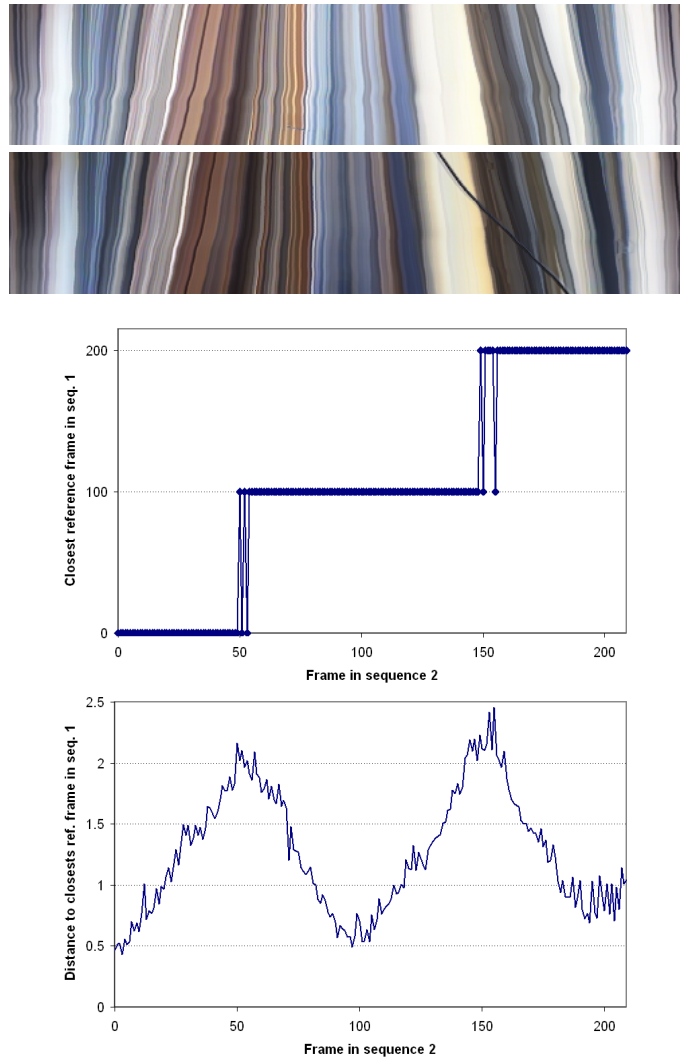 200
100
0
0 50 100 150 200
Closest reference frame in seq. 1
Frame in sequence 2
2.5
2
1.5
1
0.5
0
0 50 100 150 200
Distance to closests ref. frame in seq. 1
Frame in sequence 2